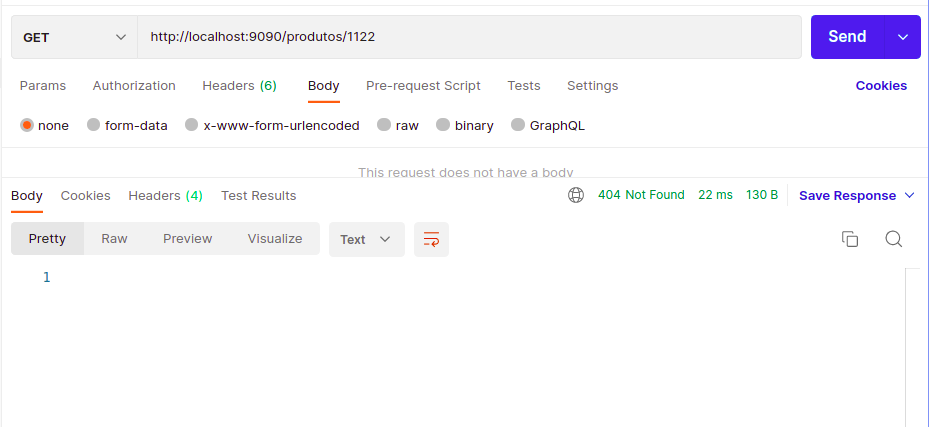 GET http://localhost:9090/produtos/1122 Send
Params Authorization Headers (6) Body Pre-request Script Tests Settings Cookies
none form-data x-www-form-urlencoded raw binary GraphQL
This request does not have a body
Body Cookies Headers (4) Test Results 404 Not Found 22 ms 130 B Save Response
Pretty Raw Preview Visualize Text
1